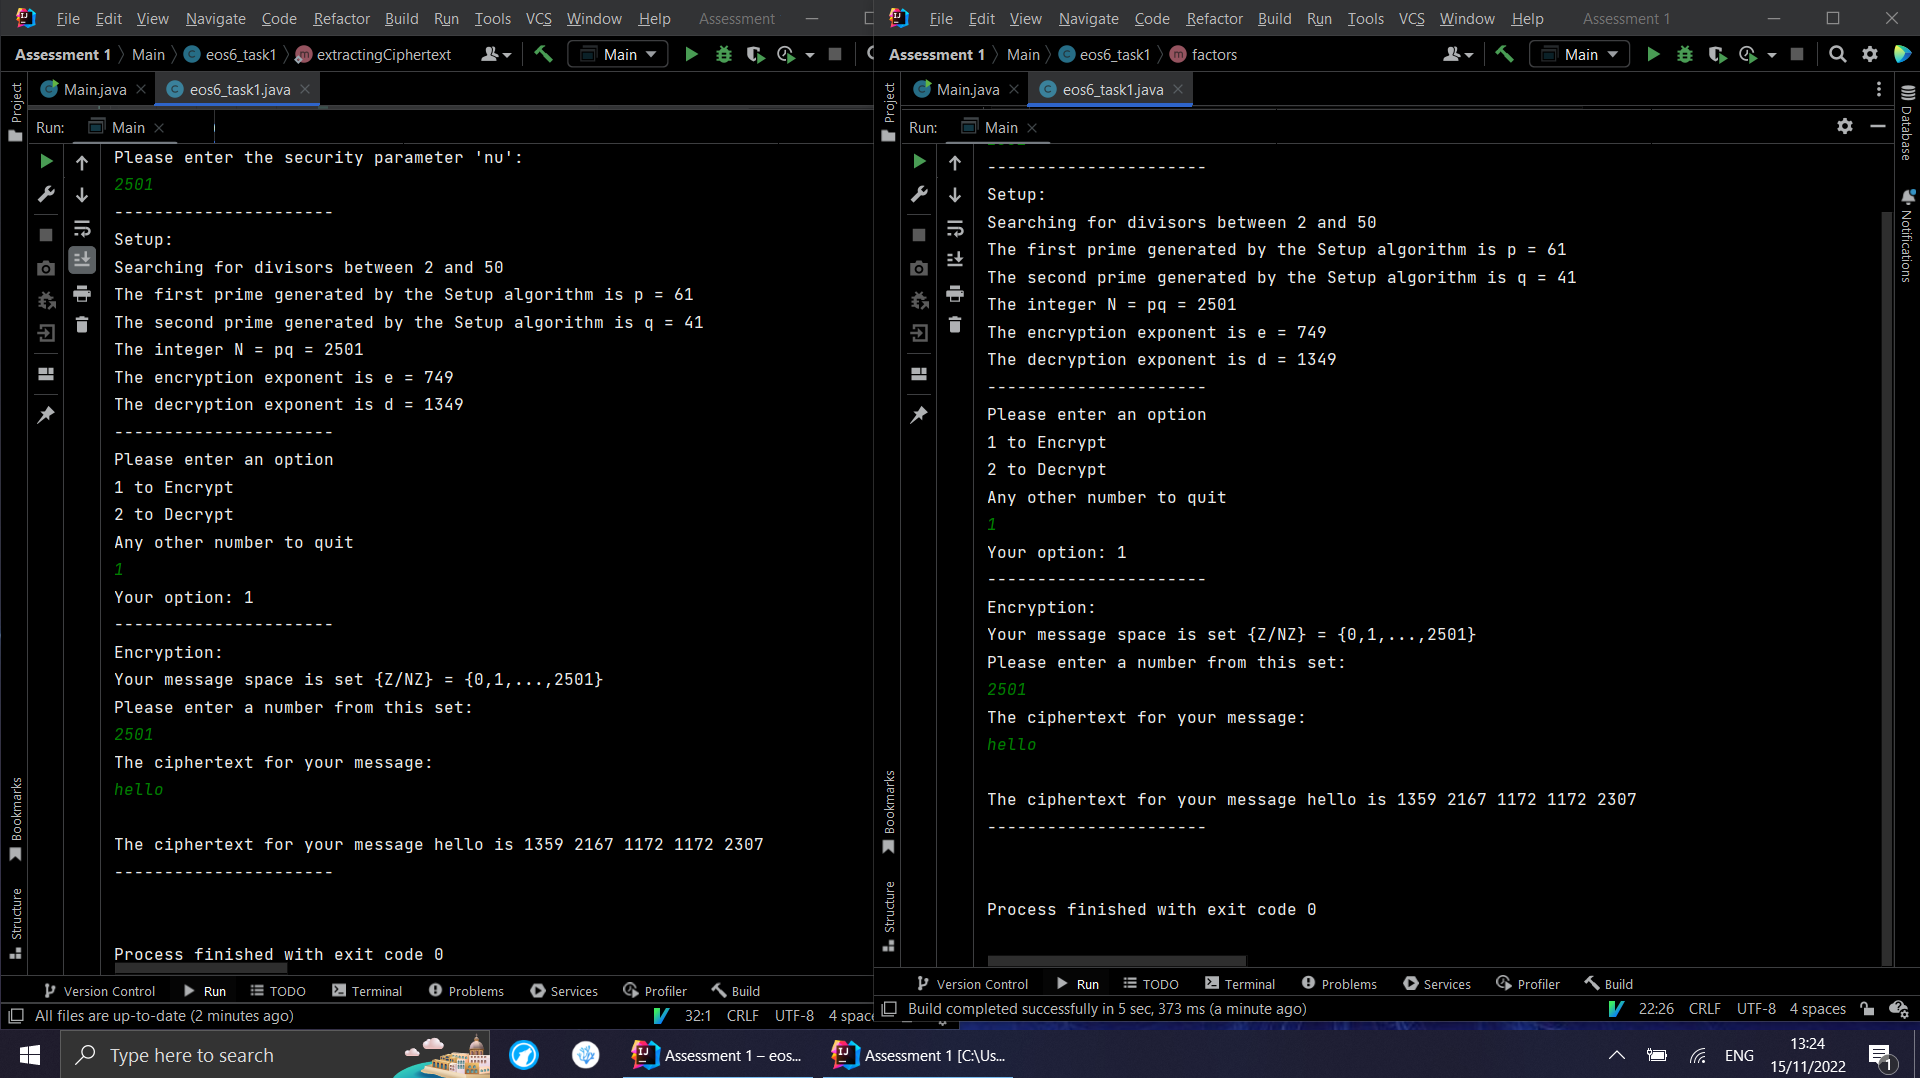 File Edit View Navigate Code Refactor Build Run Tools VCS Window Help Assessment
Assessment 1 Main eos6_task1 extractingCiphertext Main
Main.java eos6_task1.java
Run: Main
Project
Bookmarks
Structure
Please enter the security parameter 'nu':
2501
----------------------
Setup:
Searching for divisors between 2 and 50
The first prime generated by the Setup algorithm is p = 61
The second prime generated by the Setup algorithm is q = 41
The integer N = pq = 2501
The encryption exponent is e = 749
The decryption exponent is d = 1349
----------------------
Please enter an option
1 to Encrypt
2 to Decrypt
Any other number to quit
1
Your option: 1
----------------------
Encryption:
Your message space is set {Z/NZ} = {0,1,...,2501}
Please enter a number from this set:
2501
The ciphertext for your message:
hello
The ciphertext for your message hello is 1359 2167 1172 1172 2307
----------------------
Process finished with exit code 0
Version Control Run TODO Terminal Problems Services Profiler Build
All files are up-to-date (2 minutes ago) 32:1 CRLF UTF-8 4 spac
File Edit View Navigate Code Refactor Build Run Tools VCS Window Help Assessment 1
Assessment 1 Main eos6_task1 factors Main
Main.java eos6_task1.java
Run: Main
Project
Bookmarks
Structure
Database
Notifications
----------------------
Setup:
Searching for divisors between 2 and 50
The first prime generated by the Setup algorithm is p = 61
The second prime generated by the Setup algorithm is q = 41
The integer N = pq = 2501
The encryption exponent is e = 749
The decryption exponent is d = 1349
----------------------
Please enter an option
1 to Encrypt
2 to Decrypt
Any other number to quit
1
Your option: 1
----------------------
Encryption:
Your message space is set {Z/NZ} = {0,1,...,2501}
Please enter a number from this set:
2501
The ciphertext for your message:
hello
The ciphertext for your message hello is 1359 2167 1172 1172 2307
----------------------
Process finished with exit code 0
Version Control Run TODO Terminal Problems Services Profiler Build
Build completed successfully in 5 sec, 373 ms (a minute ago) 22:26 CRLF UTF-8 4 spaces
Type here to search Assessment 1 – eos... Assessment 1 [C:\Us... ENG 13:24
15/11/2022 1